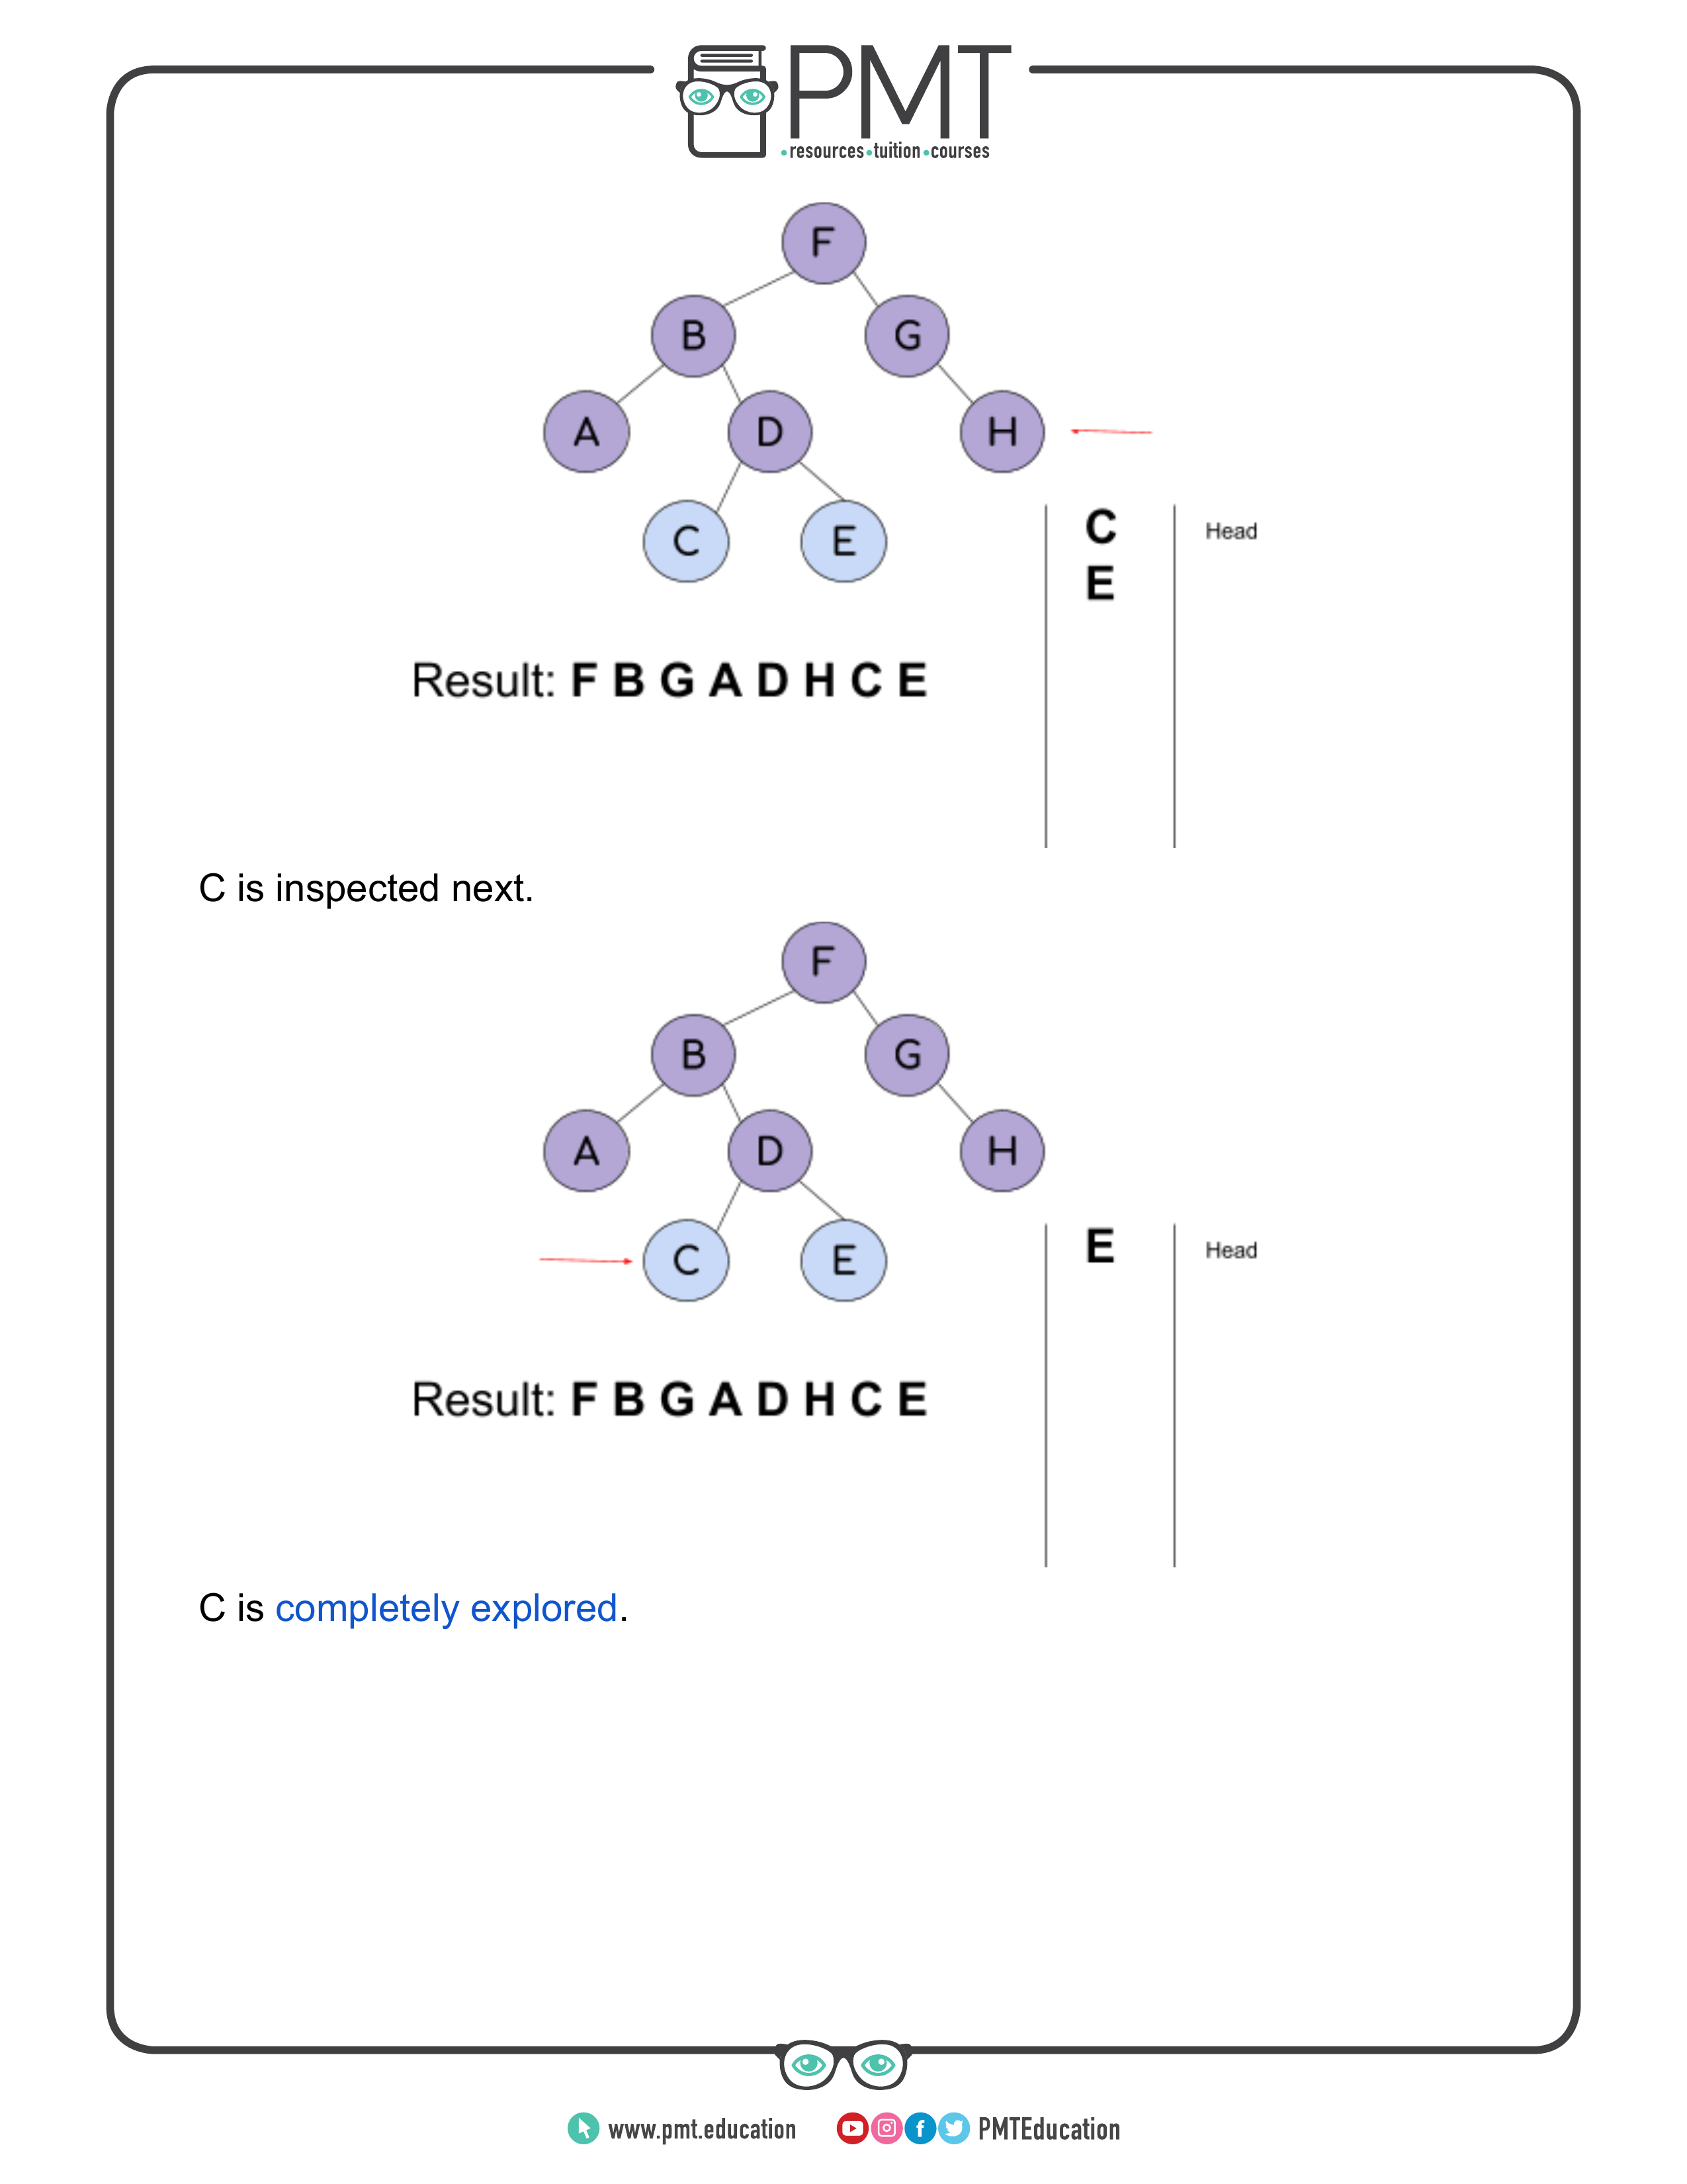 PMT
•resources•tuition•courses
F
B G
A D H
C E
C Head
E
Result: F B G A D H C E
C is inspected next.
F
B G
A D H
C E
E Head
Result: F B G A D H C E
C is completely explored.
www.pmt.education PMTEducation